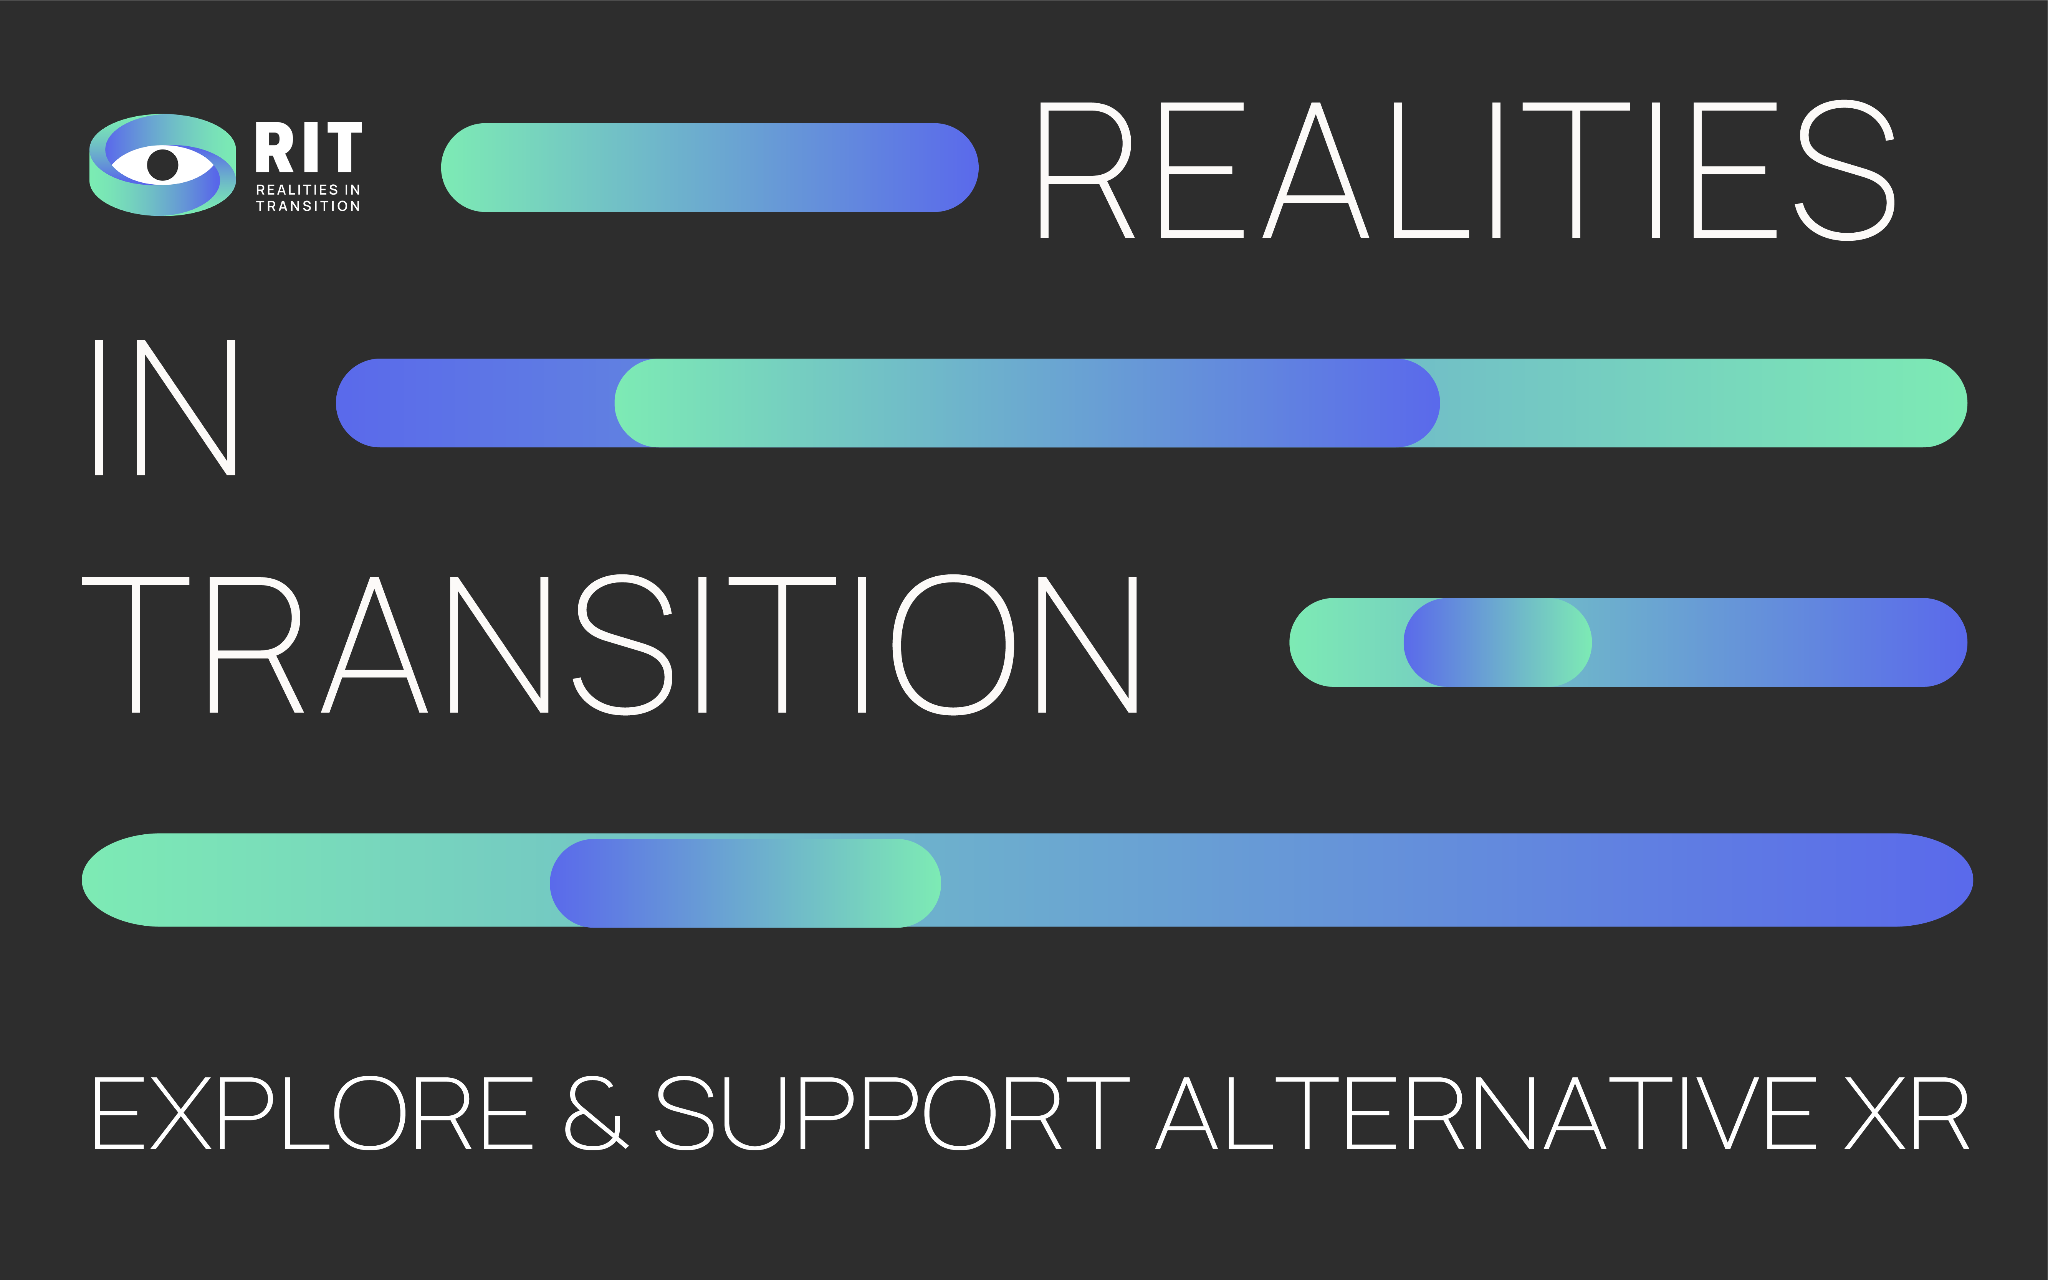 RIT
REALITIES IN
TRANSITION
REALITIES
IN
TRANSITION
EXPLORE & SUPPORT ALTERNATIVE XR